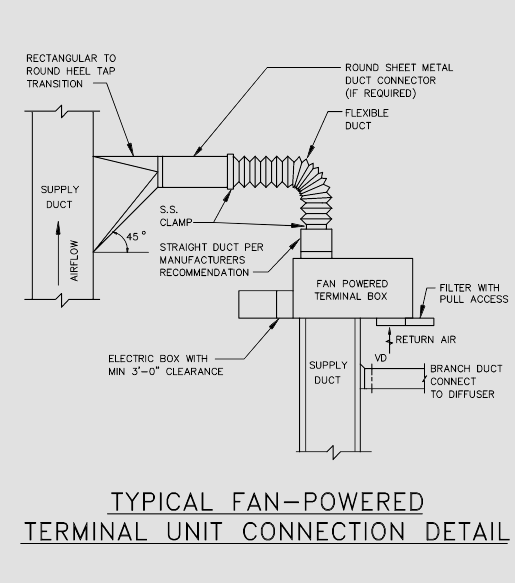 RECTANGULAR TO
ROUND HEEL TAP
TRANSITION
ROUND SHEET METAL
DUCT CONNECTOR
(IF REQUIRED)
FLEXIBLE
DUCT
SUPPLY
DUCT
AIRFLOW
45°
S.S.
CLAMP
STRAIGHT DUCT PER
MANUFACTURERS
RECOMMENDATION
FAN POWERED
TERMINAL BOX
FILTER WITH
PULL ACCESS
RETURN AIR
ELECTRIC BOX WITH
MIN 3'-0" CLEARANCE
SUPPLY
DUCT
VD
BRANCH DUCT
CONNECT
TO DIFFUSER
TYPICAL FAN-POWERED
TERMINAL UNIT CONNECTION DETAIL